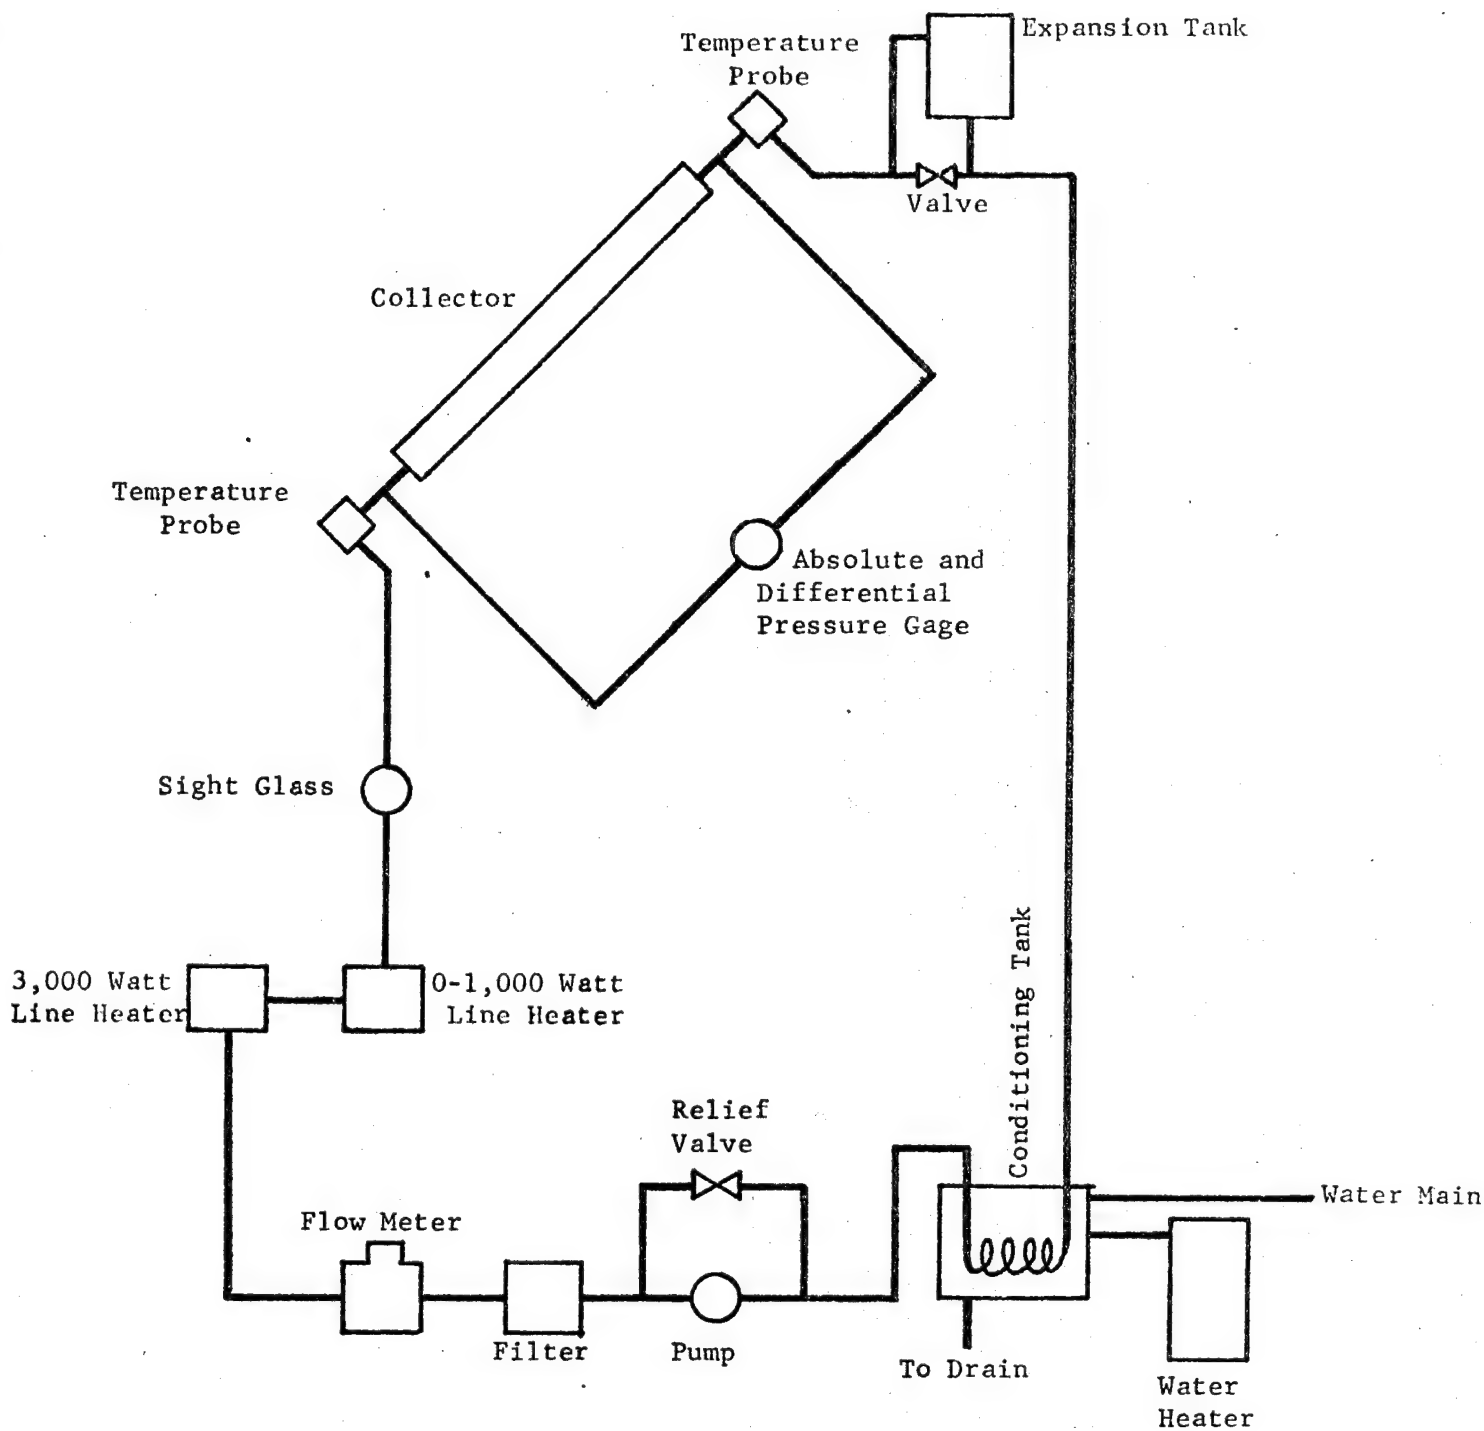 Expansion Tank
Temperature
Probe
Valve
Collector
Temperature
Probe
Absolute and
Differential
Pressure Gage
Sight Glass
3,000 Watt
Line Heater
0-1,000 Watt
Line Heater
Conditioning Tank
Relief
Valve
Water Main
Flow Meter
Filter
Pump
To Drain
Water
Heater